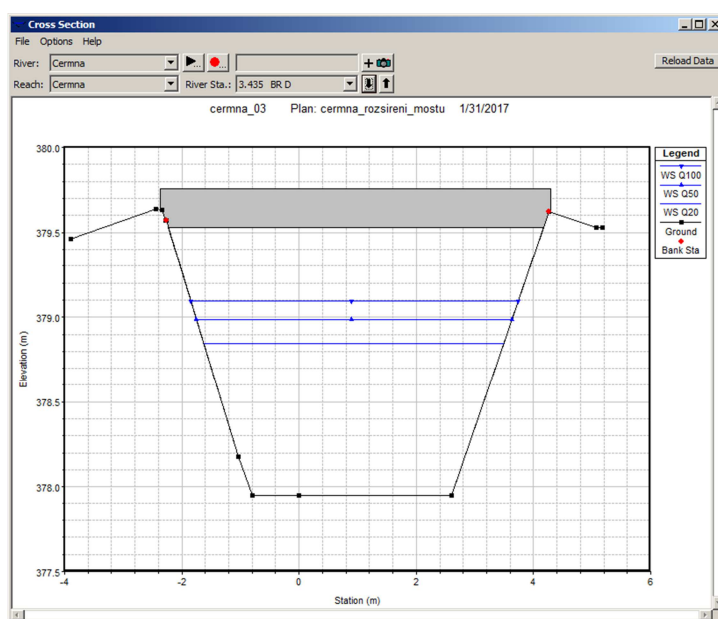 Cross Section
File Options Help
River: Cermna
Reload Data
Reach: Cermna River Sta.: 3.435 BR D
cermna_03 Plan: cermna_rozsireni_mostu 1/31/2017
Legend
WS Q100
WS Q50
WS Q20
Ground
Bank Sta
Elevation (m)
380.0
379.5
379.0
378.5
378.0
377.5
-4 -2 0 2 4 6
Station (m)